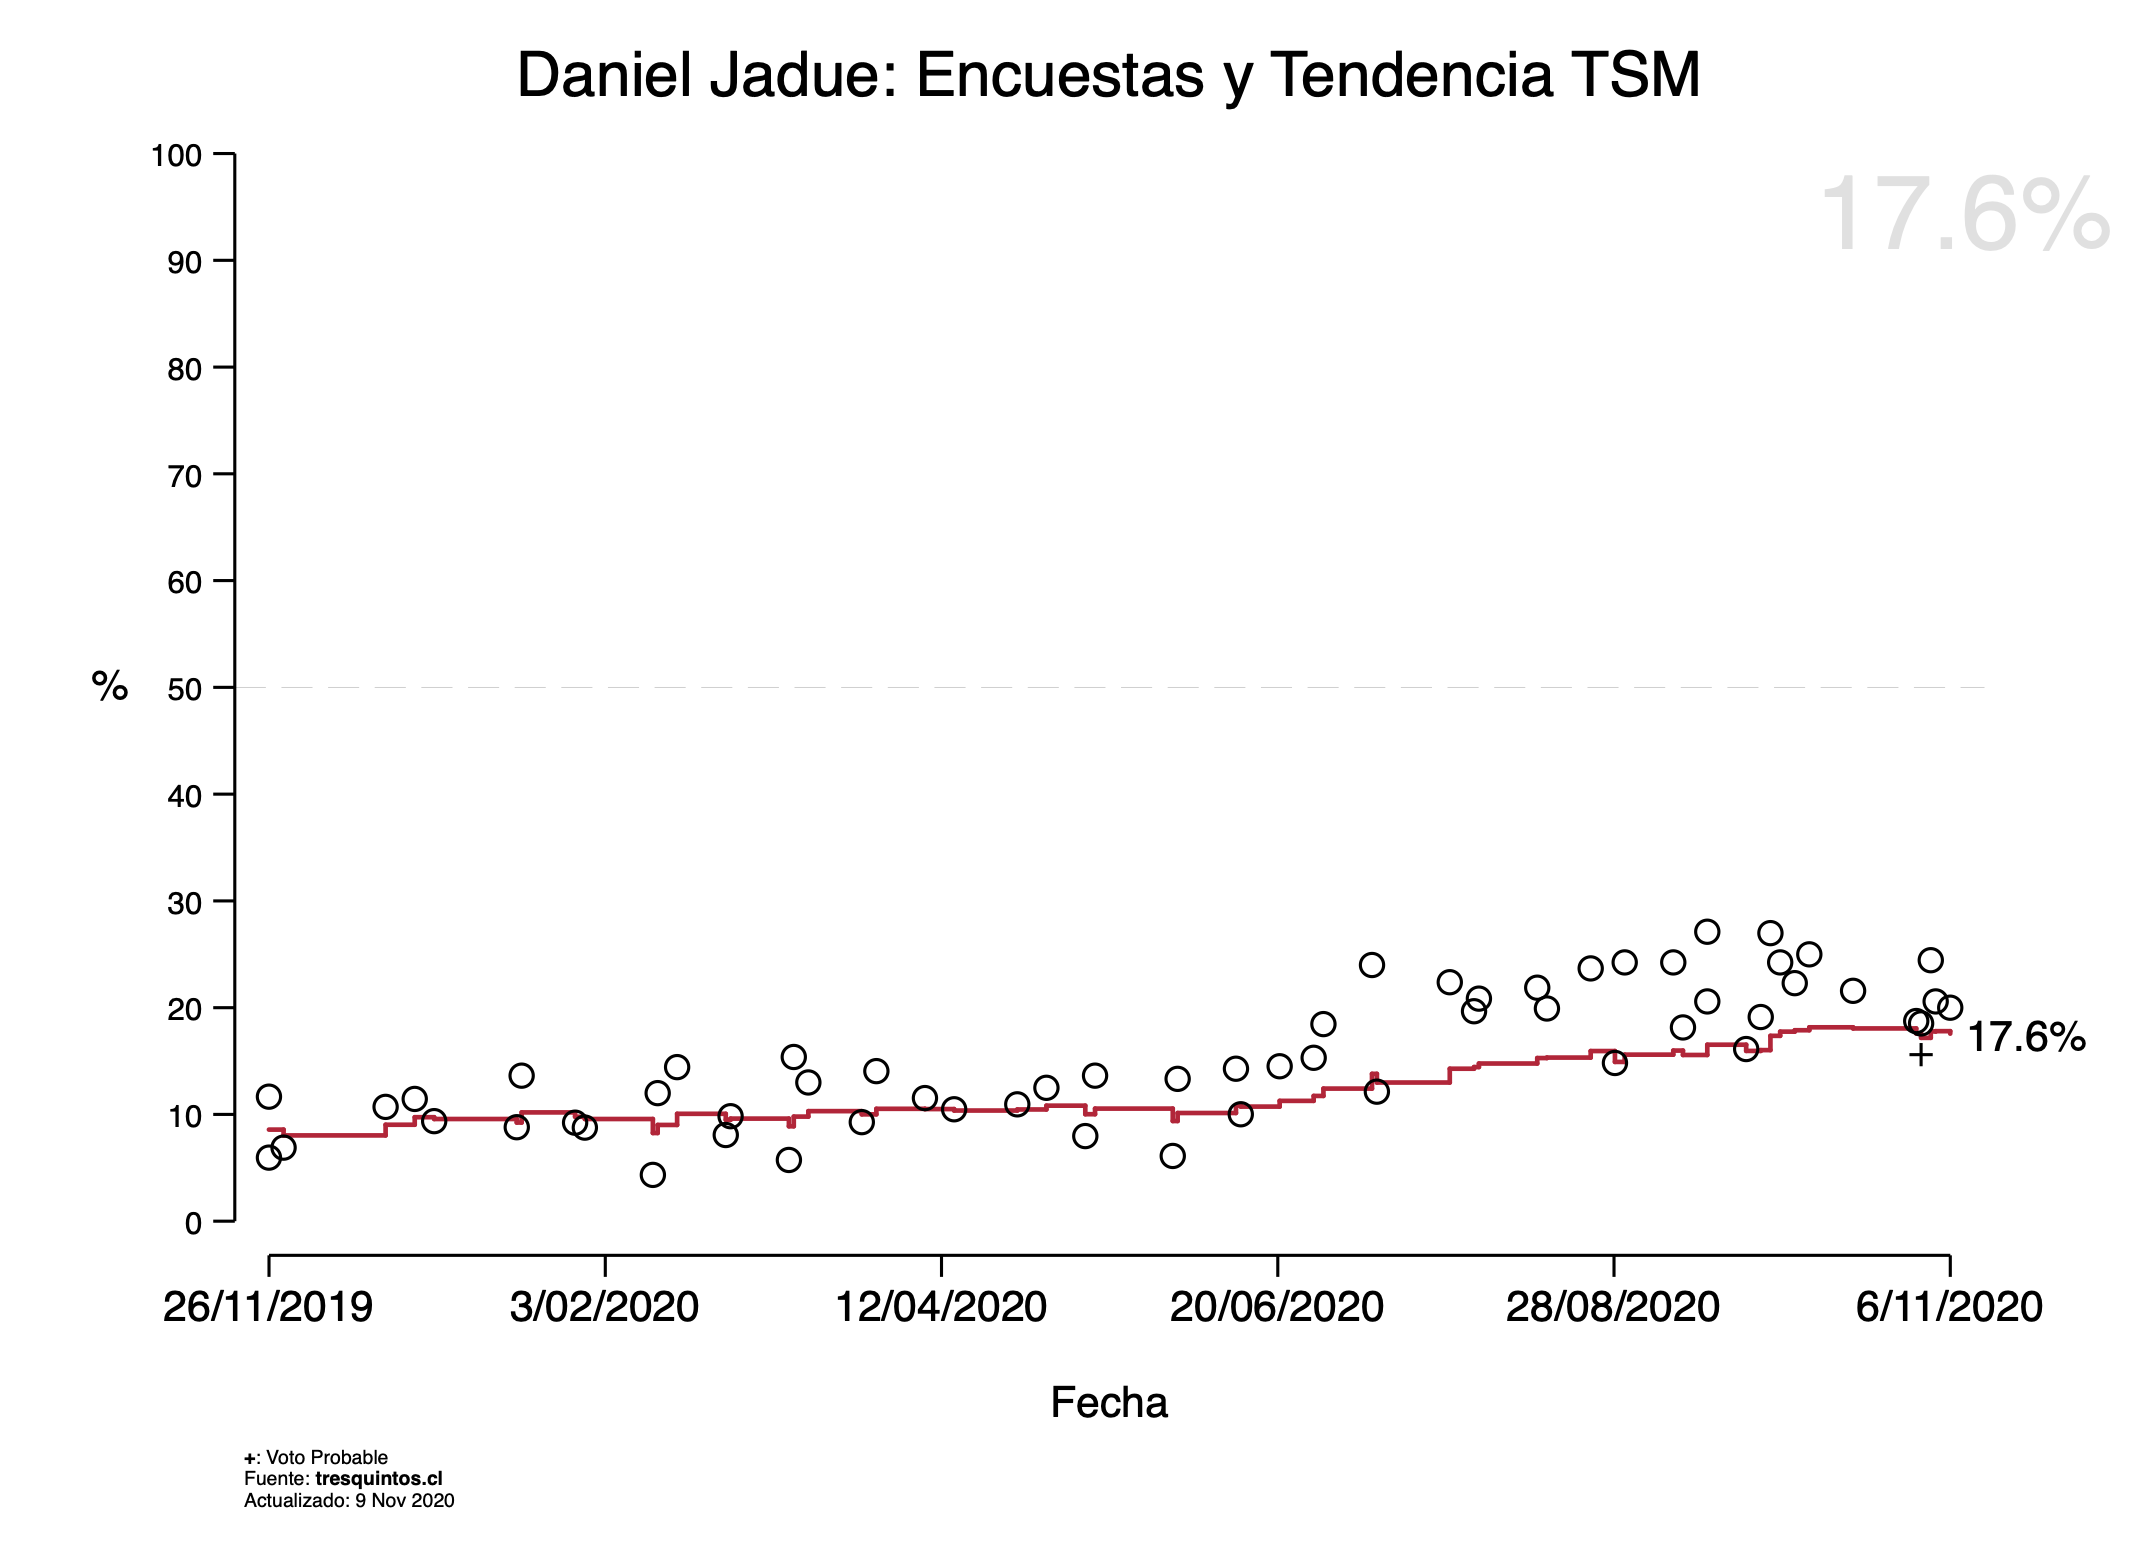 Daniel Jadue: Encuestas y Tendencia TSM
17.6%
100
90
80
70
60
% 50
40
30
20
10
0
17.6%
26/11/2019 3/02/2020 12/04/2020 20/06/2020 28/08/2020 6/11/2020
Fecha
+: Voto Probable
Fuente: tresquintos.cl
Actualizado: 9 Nov 2020